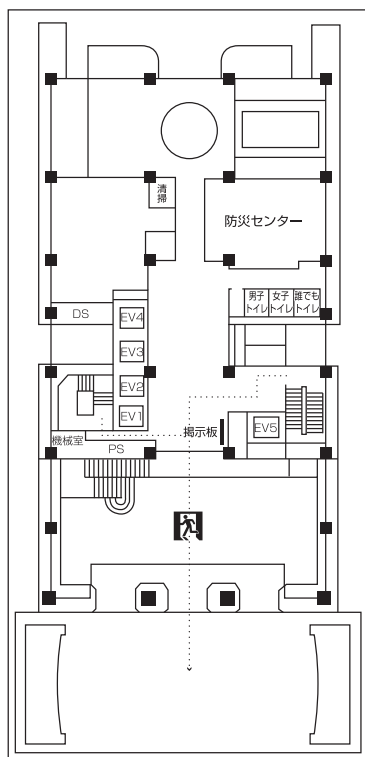 清掃
防災センター
男子
トイレ
女子
トイレ
誰でも
トイレ
DS
EV4
EV3
EV2
EV1
掲示板
EV5
機械室
PS